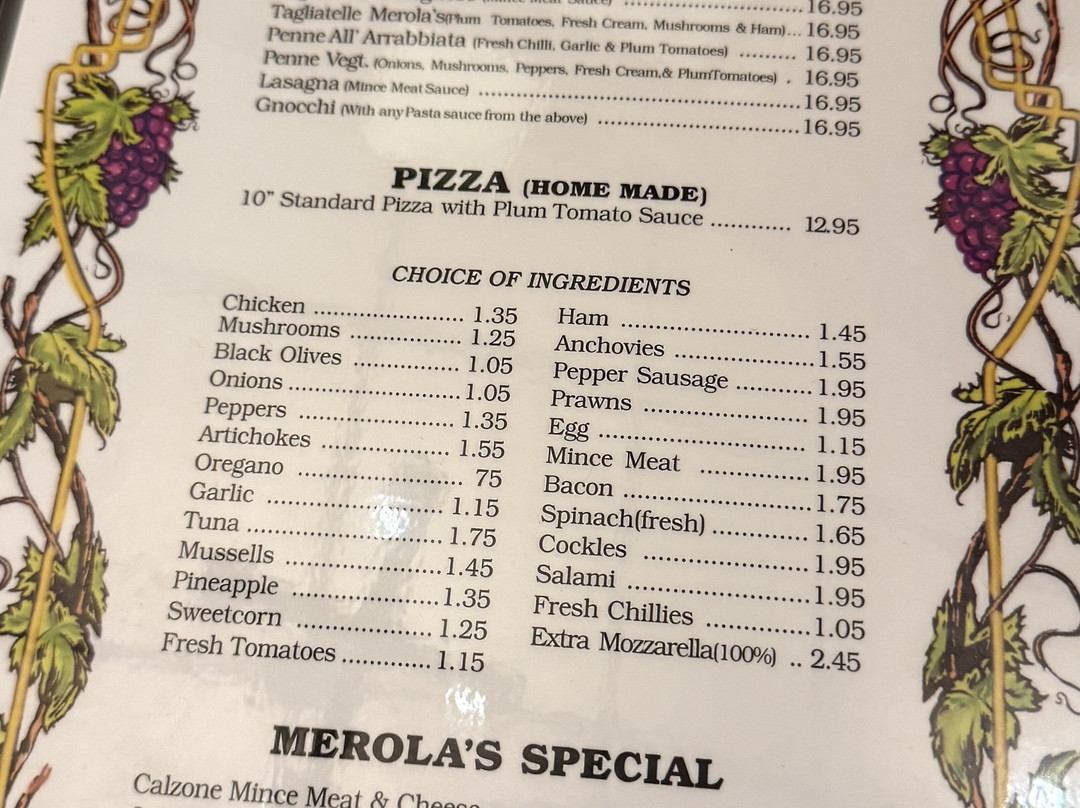 16.95
Tagliatelle Merola's(Plum Tomatoes, Fresh Cream, Mushrooms & Ham)... 16.95
Penne All' Arrabbiata (Fresh Chilli, Garlic & Plum Tomatoes) ............. 16.95
Penne Vegt. (Onions, Mushrooms, Peppers, Fresh Cream,& PlumTomatoes) . 16.95
Lasagna (Mince Meat Sauce) .......................................................... 16.95
Gnocchi (With any Pasta sauce from the above) .................................... 16.95
PIZZA (HOME MADE)
10” Standard Pizza with Plum Tomato Sauce ............ 12.95
CHOICE OF INGREDIENTS
Chicken ...................... 1.35
Mushrooms ................ 1.25
Black Olives ............... 1.05
Onions ......................... 1.05
Peppers ...................... 1.35
Artichokes .................. 1.55
Oregano ....................... 75
Garlic .......................... 1.15
Tuna ............................ 1.75
Mussells ...................... 1.45
Pineapple .................... 1.35
Sweetcorn ................... 1.25
Fresh Tomatoes ............. 1.15
Ham ............................ 1.45
Anchovies .................... 1.55
Pepper Sausage ........... 1.95
Prawns ........................ 1.95
Egg .............................. 1.15
Mince Meat ................ 1.95
Bacon .......................... 1.75
Spinach(fresh) .............. 1.65
Cockles ........................ 1.95
Salami ......................... 1.95
Fresh Chillies ............... 1.05
Extra Mozzarella(100%) .. 2.45
MEROLA'S SPECIAL
Calzone Mince Meat & Cheese